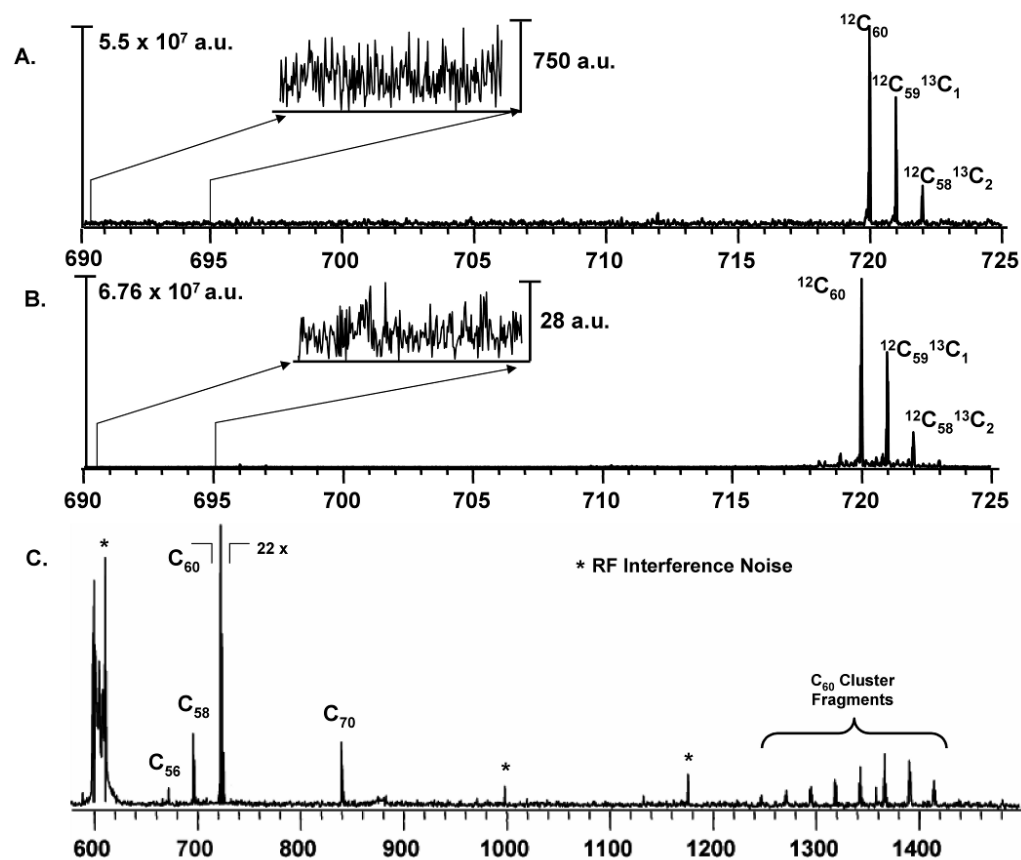 A.
5.5 x 10⁷ a.u.
750 a.u.
¹²C₆₀
¹²C₅₉¹³C₁
¹²C₅₈¹³C₂
690 695 700 705 710 715 720 725
B.
6.76 x 10⁷ a.u.
28 a.u.
¹²C₆₀
¹²C₅₉¹³C₁
¹²C₅₈¹³C₂
690 695 700 705 710 715 720 725
C.
*
C₆₀
22 x
* RF Interference Noise
C₅₈
C₅₆
C₇₀
*
*
C₆₀ Cluster
Fragments
600 700 800 900 1000 1100 1200 1300 1400